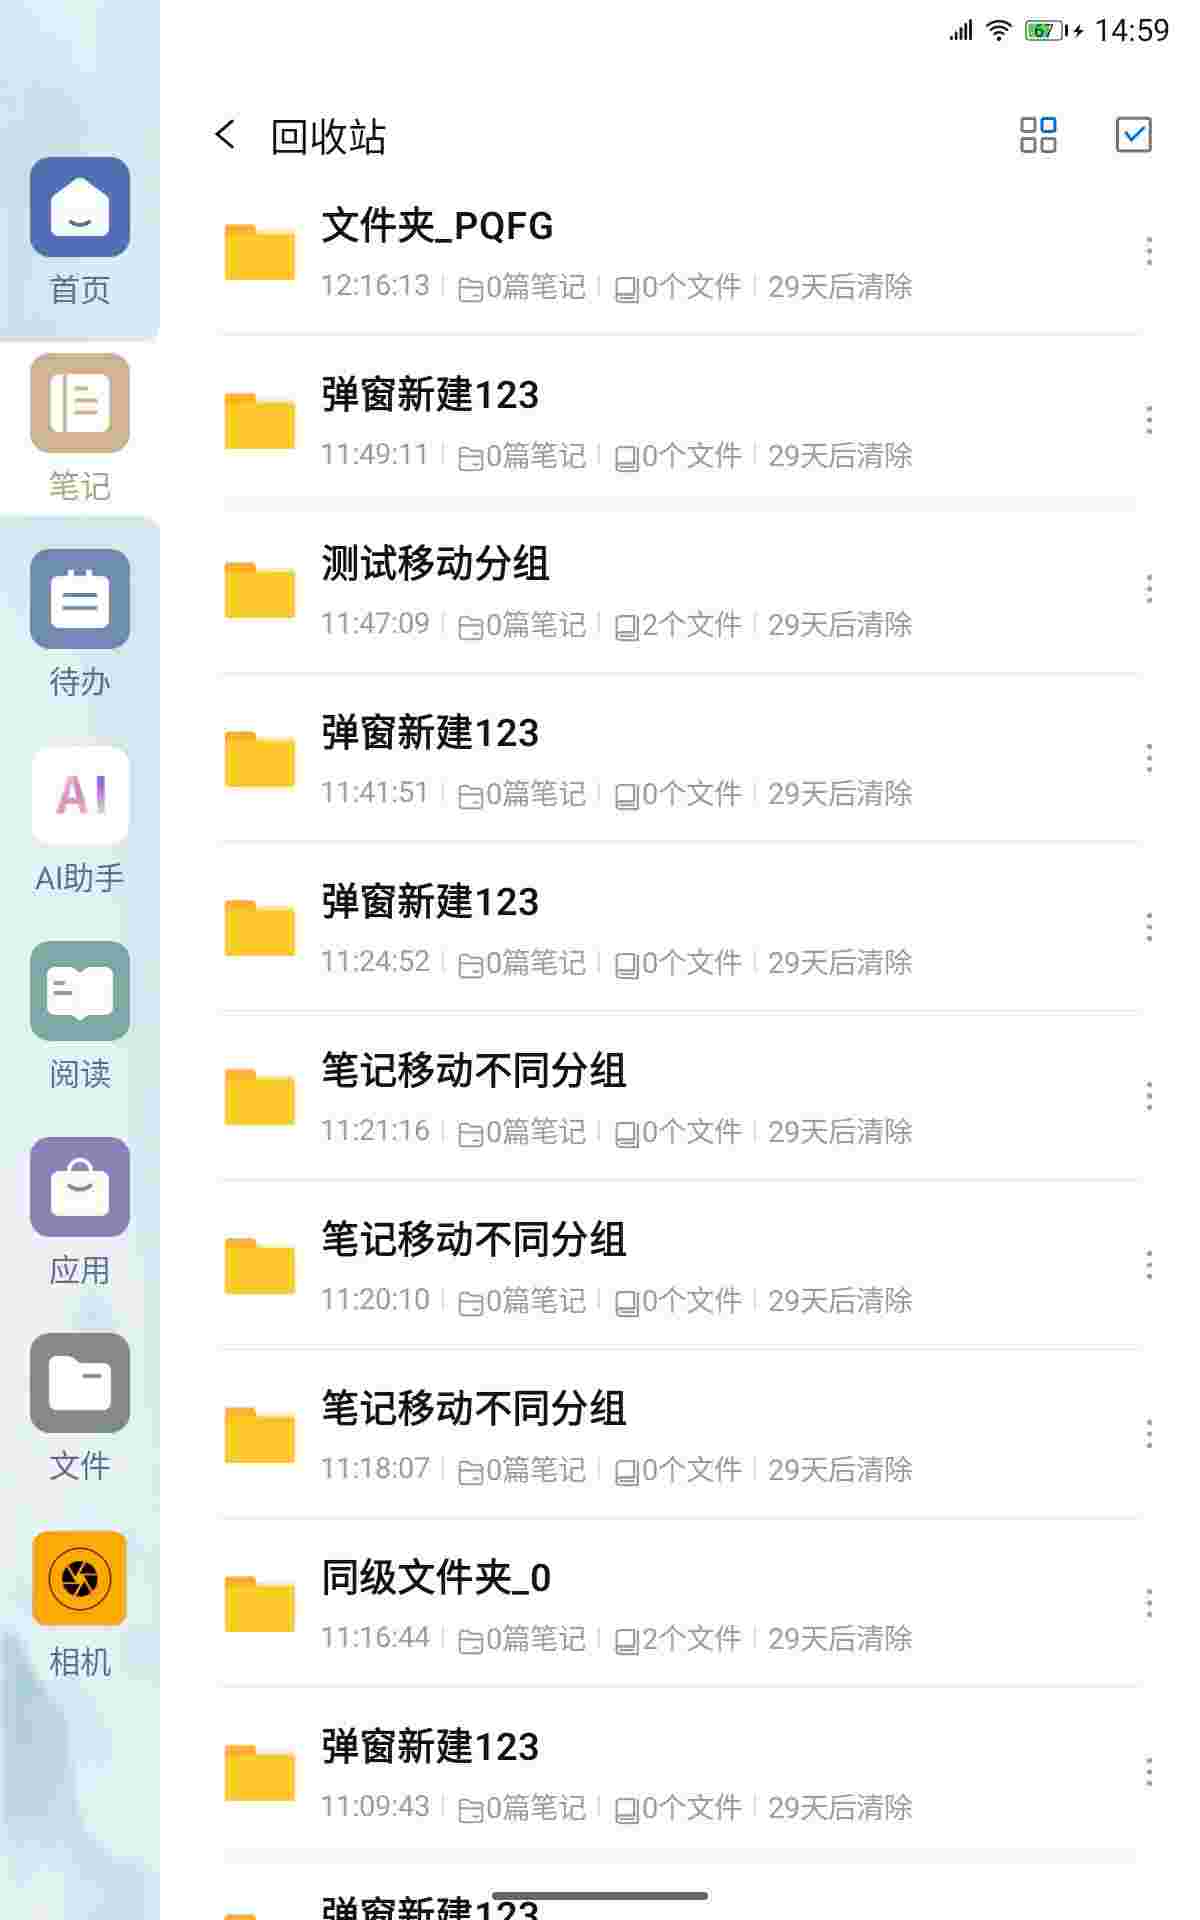 67 14:59
回收站
首页
笔记
待办
AI
AI助手
阅读
应用
文件
相机
文件夹_PQFG
12:16:13 0篇笔记 0个文件 29天后清除
弹窗新建123
11:49:11 0篇笔记 0个文件 29天后清除
测试移动分组
11:47:09 0篇笔记 2个文件 29天后清除
弹窗新建123
11:41:51 0篇笔记 0个文件 29天后清除
弹窗新建123
11:24:52 0篇笔记 0个文件 29天后清除
笔记移动不同分组
11:21:16 0篇笔记 0个文件 29天后清除
笔记移动不同分组
11:20:10 0篇笔记 0个文件 29天后清除
笔记移动不同分组
11:18:07 0篇笔记 0个文件 29天后清除
同级文件夹_0
11:16:44 0篇笔记 2个文件 29天后清除
弹窗新建123
11:09:43 0篇笔记 0个文件 29天后清除
弹窗新建123